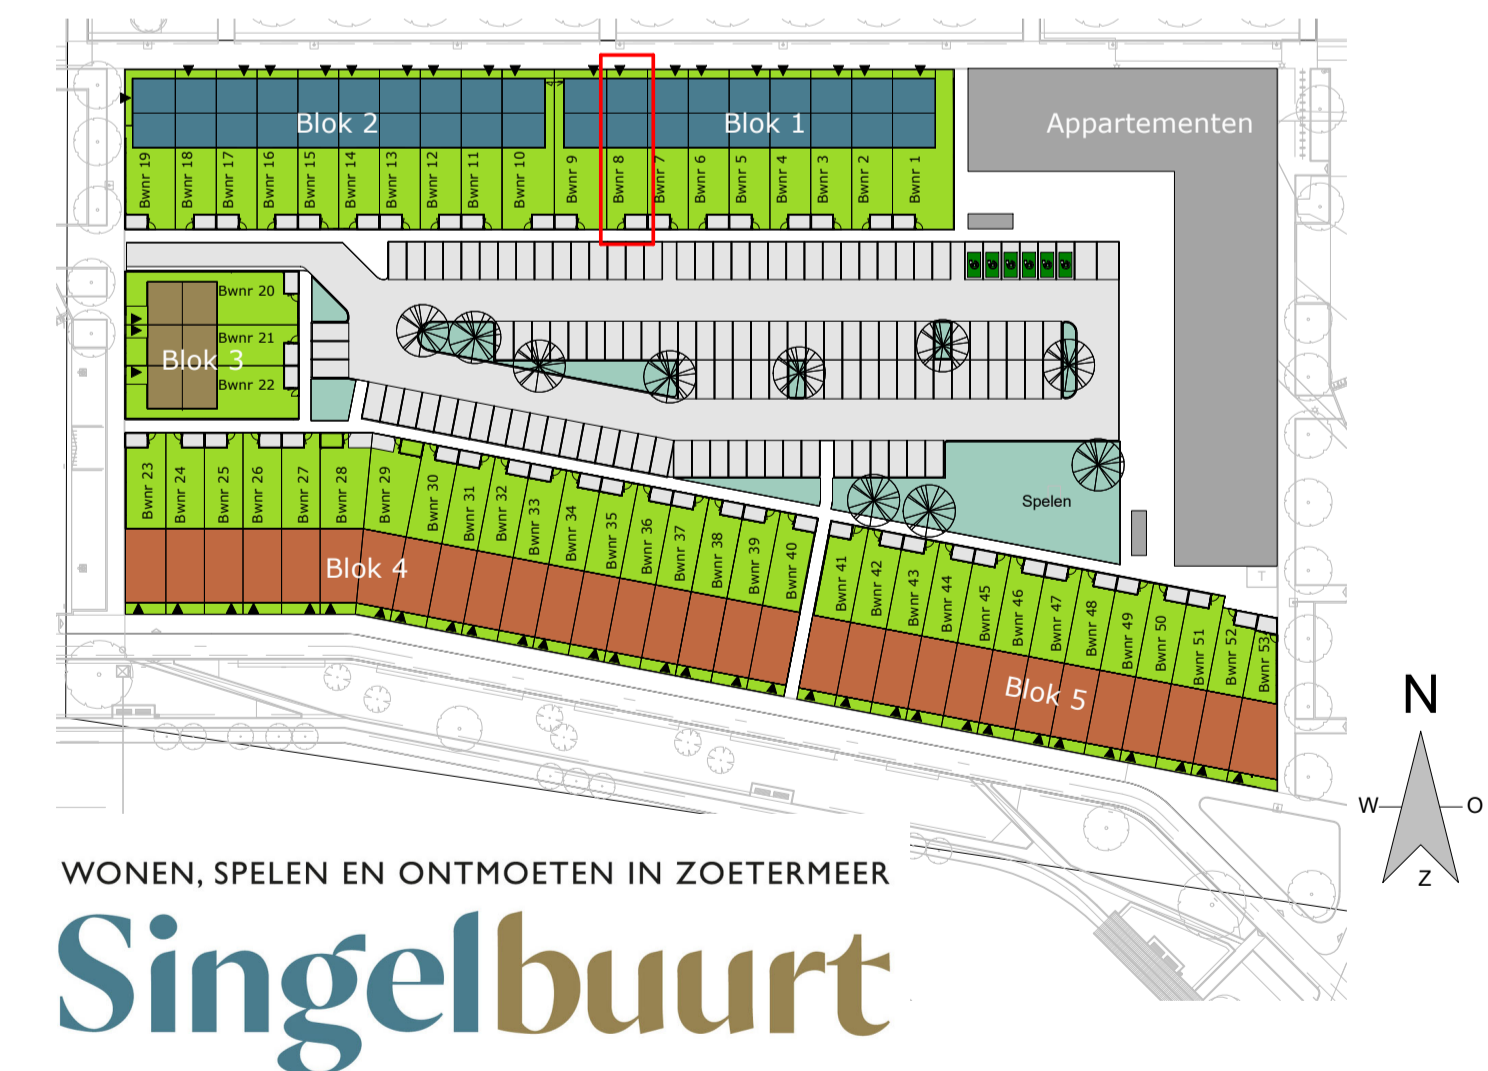 Blok 2
Blok 1
Appartementen
Bwnr 19
Bwnr 18
Bwnr 17
Bwnr 16
Bwnr 15
Bwnr 14
Bwnr 13
Bwnr 12
Bwnr 11
Bwnr 10
Bwnr 9
Bwnr 8
Bwnr 7
Bwnr 6
Bwnr 5
Bwnr 4
Bwnr 3
Bwnr 2
Bwnr 1
Bwnr 20
Bwnr 21
Blok 3
Bwnr 22
Bwnr 23
Bwnr 24
Bwnr 25
Bwnr 26
Bwnr 27
Bwnr 28
Bwnr 29
Bwnr 30
Bwnr 31
Bwnr 32
Bwnr 33
Bwnr 34
Bwnr 35
Bwnr 36
Bwnr 37
Bwnr 38
Bwnr 39
Bwnr 40
Spelen
Bwnr 41
Bwnr 42
Bwnr 43
Bwnr 44
Bwnr 45
Bwnr 46
Bwnr 47
Bwnr 48
Bwnr 49
Bwnr 50
Bwnr 51
Bwnr 52
Bwnr 53
T
Blok 4
Blok 5
N
W
O
Z
WONEN, SPELEN EN ONTMOETEN IN ZOETERMEER
Singelbuurt